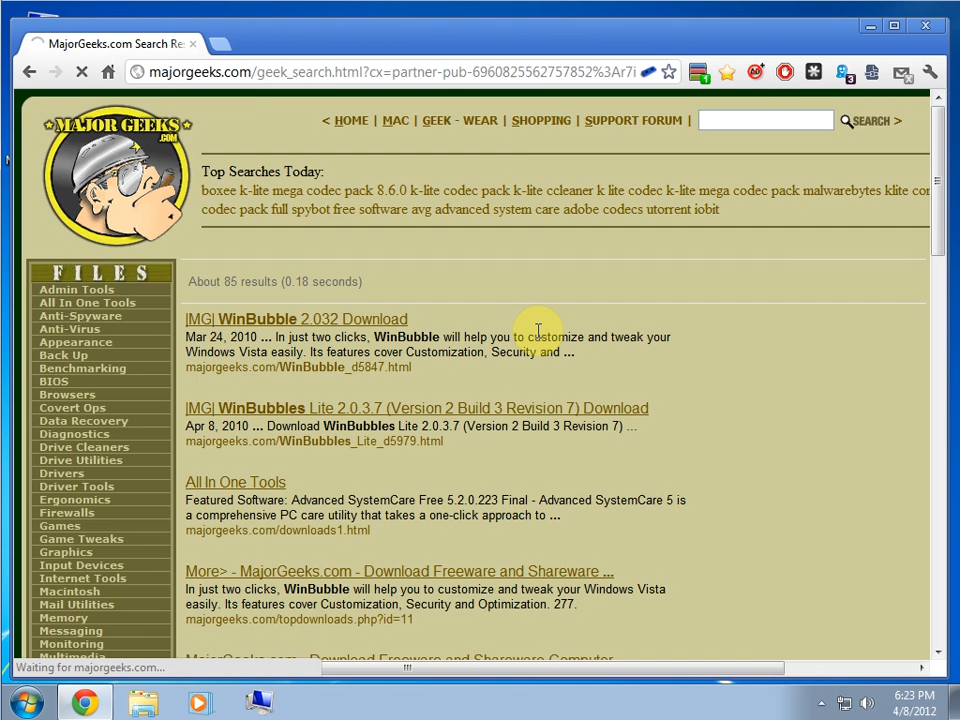 MajorGeeks.com Search Re
majorgeeks.com/geek_search.html?cx=partner-pub-6960825562757852%3Ar7i
1
3
MAJOR GEEKS
.COM
< HOME | MAC | GEEK - WEAR | SHOPPING | SUPPORT FORUM |
SEARCH >
Top Searches Today:
boxee k-lite mega codec pack 8.6.0 k-lite codec pack k-lite ccleaner k lite codec k-lite mega codec pack malwarebytes klite
codec pack full spybot free software avg advanced system care adobe codecs utorrent iobit
FILES
Admin Tools
All In One Tools
Anti-Spyware
Anti-Virus
Appearance
Back Up
Benchmarking
BIOS
Browsers
Covert Ops
Data Recovery
Diagnostics
Drive Cleaners
Drive Utilities
Drivers
Driver Tools
Ergonomics
Firewalls
Games
Game Tweaks
Graphics
Input Devices
Internet Tools
Macintosh
Mail Utilities
Memory
Messaging
Monitoring
About 85 results (0.18 seconds)
|MG| WinBubble 2.032 Download
Mar 24, 2010 ... In just two clicks, WinBubble will help you to customize and tweak your
Windows Vista easily. Its features cover Customization, Security and ...
majorgeeks.com/WinBubble_d5847.html
|MG| WinBubbles Lite 2.0.3.7 (Version 2 Build 3 Revision 7) Download
Apr 8, 2010 ... Download WinBubbles Lite 2.0.3.7 (Version 2 Build 3 Revision 7) ...
majorgeeks.com/WinBubbles_Lite_d5979.html
All In One Tools
Featured Software: Advanced SystemCare Free 5.2.0.223 Final - Advanced SystemCare 5 is
a comprehensive PC care utility that takes a one-click approach to ...
majorgeeks.com/downloads1.html
More> - MajorGeeks.com - Download Freeware and Shareware ...
In just two clicks, WinBubble will help you to customize and tweak your Windows Vista
easily. Its features cover Customization, Security and Optimization. 277.
majorgeeks.com/topdownloads.php?id=11
MajorGeeks.com - Download Freeware and Shareware Computer
Waiting for majorgeeks.com...
6:23 PM
4/8/2012